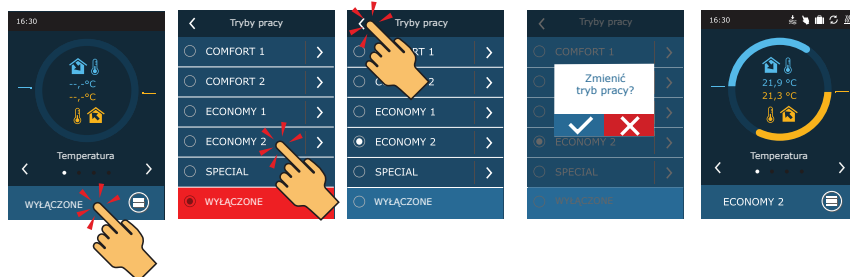 16:30
--,-°C
--,-°C
Temperatura
WYŁĄCZONE
Tryby pracy
COMFORT 1
COMFORT 2
ECONOMY 1
ECONOMY 2
SPECIAL
WYŁĄCZONE
Tryby pracy
1
2
ECONOMY 1
ECONOMY 2
SPECIAL
WYŁĄCZONE
Tryby pracy
COMFORT 1
Zmienić
tryb pracy?
ECONOMY 2
SPECIAL
WYŁĄCZONE
16:30
21,9 °C
21,3 °C
Temperatura
ECONOMY 2